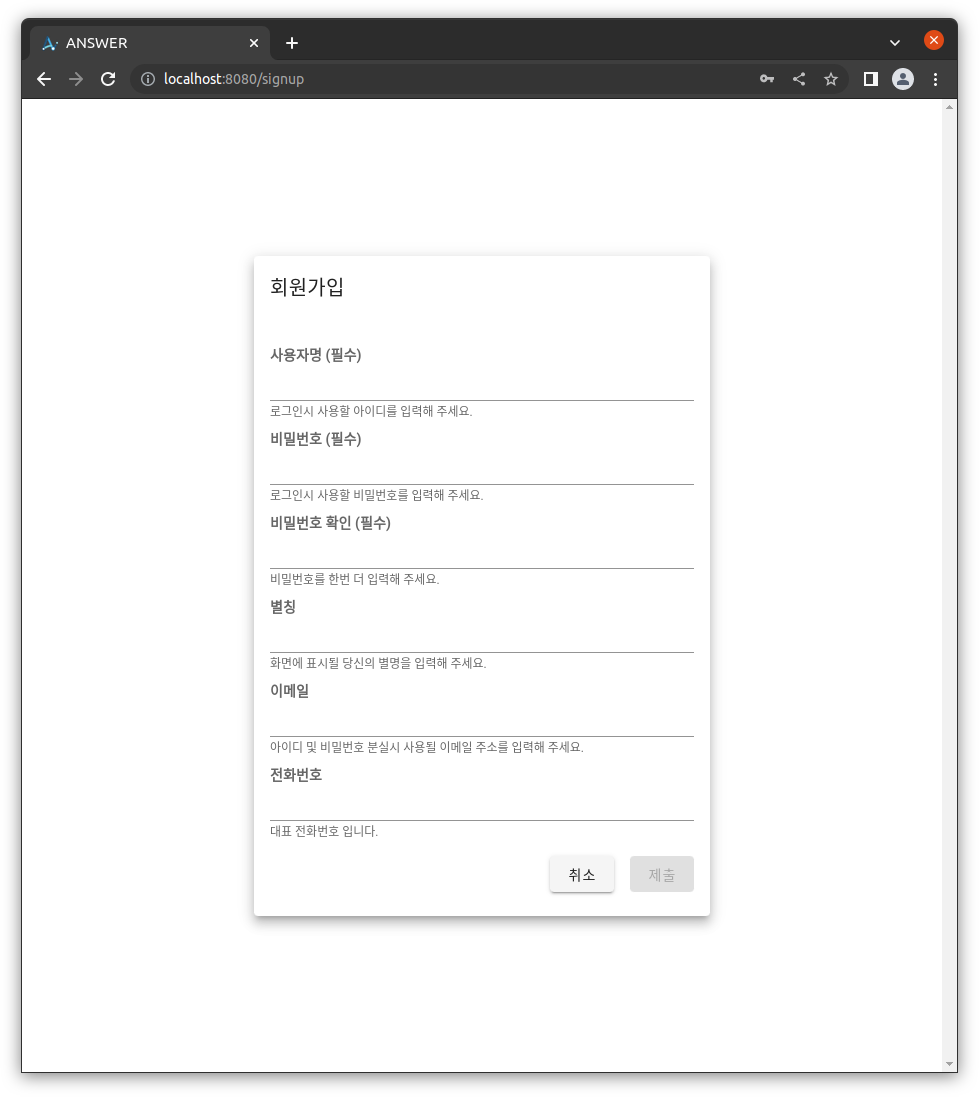 ANSWER
localhost:8080/signup
회원가입
사용자명 (필수)
로그인시 사용할 아이디를 입력해 주세요.
비밀번호 (필수)
로그인시 사용할 비밀번호를 입력해 주세요.
비밀번호 확인 (필수)
비밀번호를 한번 더 입력해 주세요.
별칭
화면에 표시될 당신의 별명을 입력해 주세요.
이메일
아이디 및 비밀번호 분실시 사용될 이메일 주소를 입력해 주세요.
전화번호
대표 전화번호 입니다.
취소 제출